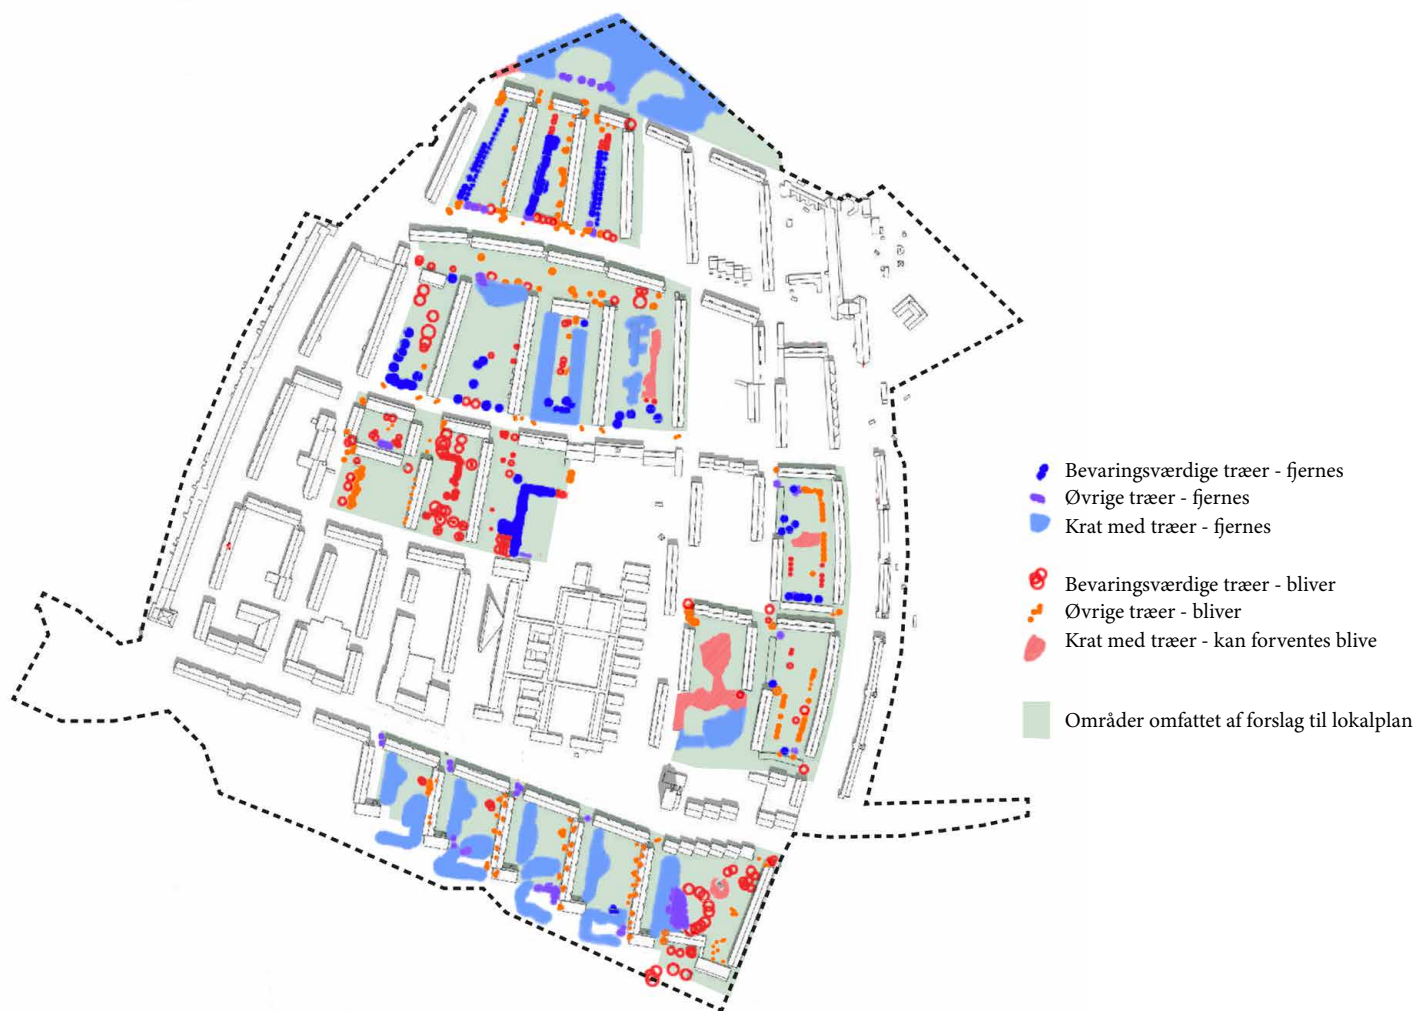 Bevaringsværdige træer - fjernes
Øvrige træer - fjernes
Krat med træer - fjernes
Bevaringsværdige træer - bliver
Øvrige træer - bliver
Krat med træer - kan forventes blive
Områder omfattet af forslag til lokalplan